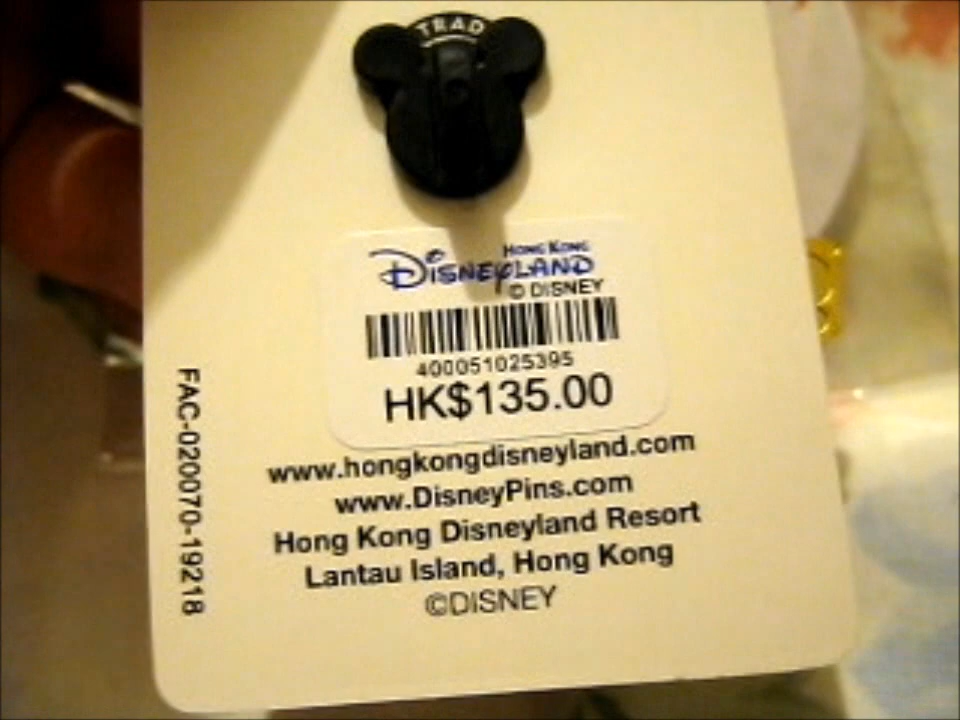 TRAD
HONG KONG
DISNEYLAND
© DISNEY
400051025395
HK$135.00
www.hongkongdisneyland.com
www.DisneyPins.com
Hong Kong Disneyland Resort
Lantau Island, Hong Kong
©DISNEY
FAC-020070-19218